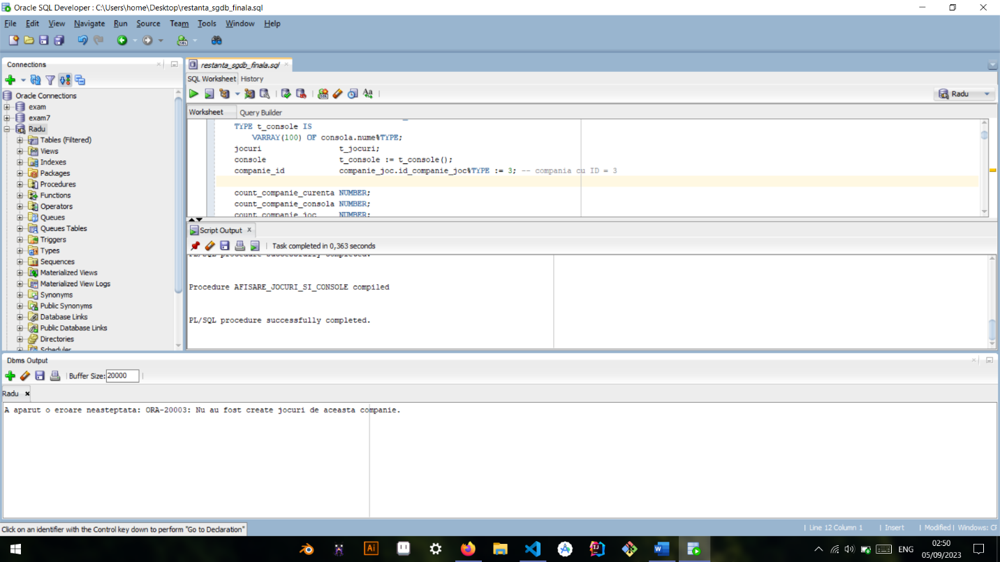 Oracle SQL Developer : C:\Users\home\Desktop\restanta_sgdb_finala.sql
File Edit View Navigate Run Source Team Tools Window Help
Connections
Oracle Connections
exam
exam7
Radu
Tables (Filtered)
Views
Indexes
Packages
Procedures
Functions
Operators
Queues
Queues Tables
Triggers
Types
Sequences
Materialized Views
Materialized View Logs
Synonyms
Public Synonyms
Database Links
Public Database Links
Directories
Scheduler
restanta_sgdb_finala.sql
SQL Worksheet History
Radu
Worksheet Query Builder
TYPE t_console IS
VARRAY(100) OF consola.nume%TYPE;
jocuri t_jocuri;
console t_console := t_console();
companie_id companie_joc.id_companie_joc%TYPE := 3; -- compania cu ID = 3
count_companie_curenta NUMBER;
count_companie_consola NUMBER;
count_companie_joc NUMBER;
Script Output x
Task completed in 0,363 seconds
PL/SQL procedure successfully completed.
Procedure AFISARE_JOCURI_SI_CONSOLE compiled
PL/SQL procedure successfully completed.
Dbms Output
Buffer Size: 20000
Radu
A aparut o eroare neasteptata: ORA-20003: Nu au fost create jocuri de aceasta companie.
Click on an identifier with the Control key down to perform "Go to Declaration"
Line 12 Column 1 | Insert | Modified | Windows: CF
Ai
W
ENG
02:50
05/09/2023